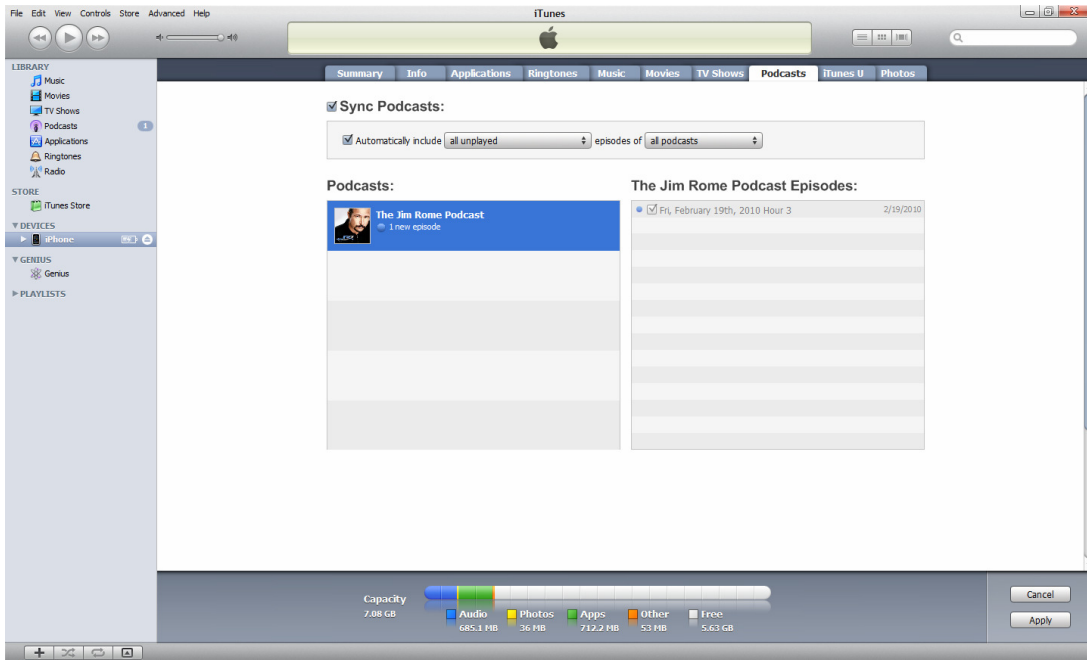 iTunes
File Edit View Controls Store Advanced Help
LIBRARY
Music
Movies
TV Shows
Podcasts 1
Applications
Ringtones
Radio
STORE
iTunes Store
DEVICES
iPhone
GENIUS
Genius
PLAYLISTS
Summary Info Applications Ringtones Music Movies TV Shows Podcasts iTunes U Photos
Sync Podcasts:
Automatically include all unplayed episodes of all podcasts
Podcasts:
The Jim Rome Podcast
1 new episode
The Jim Rome Podcast Episodes:
Fri, February 19th, 2010 Hour 3 2/19/2010
Capacity
7.08 GB
Audio Photos Apps Other Free
685.1 MB 36 MB 712.2 MB 53 MB 5.63 GB
Cancel
Apply